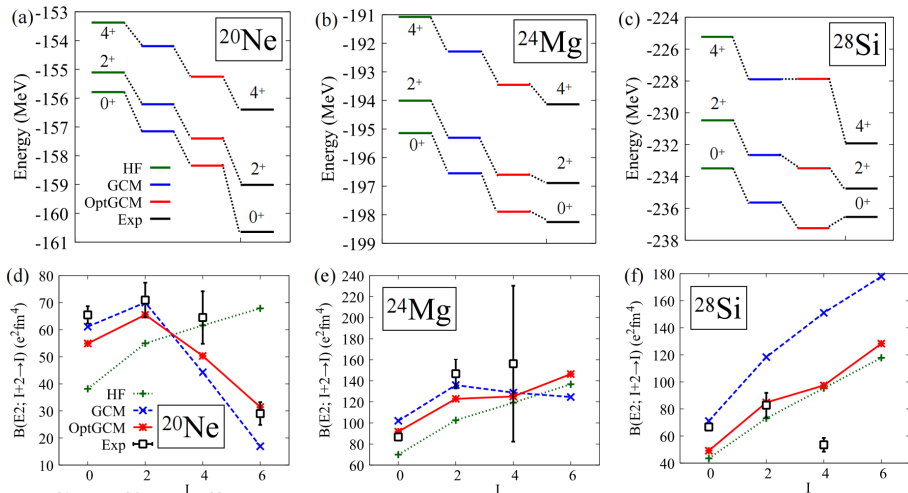 (a)
-153
-154
-155
-156
-157
-158
-159
-160
-161
Energy (MeV)
²⁰Ne
4⁺
2⁺
0⁺
4⁺
2⁺
0⁺
HF
GCM
OptGCM
Exp
(b)
-191
-192
-193
-194
-195
-196
-197
-198
-199
Energy (MeV)
²⁴Mg
4⁺
2⁺
0⁺
4⁺
2⁺
0⁺
(c)
-224
-226
-228
-230
-232
-234
-236
-238
Energy (MeV)
²⁸Si
4⁺
2⁺
0⁺
4⁺
2⁺
0⁺
(d)
80
70
60
50
40
30
20
10
B(E2; I+2→I) (e²fm⁴)
HF
GCM
OptGCM
Exp
²⁰Ne
0 2 4 6
I
(e)
240
220
200
180
160
140
120
100
80
60
B(E2; I+2→I) (e²fm⁴)
²⁴Mg
0 2 4 6
I
(f)
180
160
140
120
100
80
60
40
B(E2; I+2→I) (e²fm⁴)
²⁸Si
0 2 4 6
I